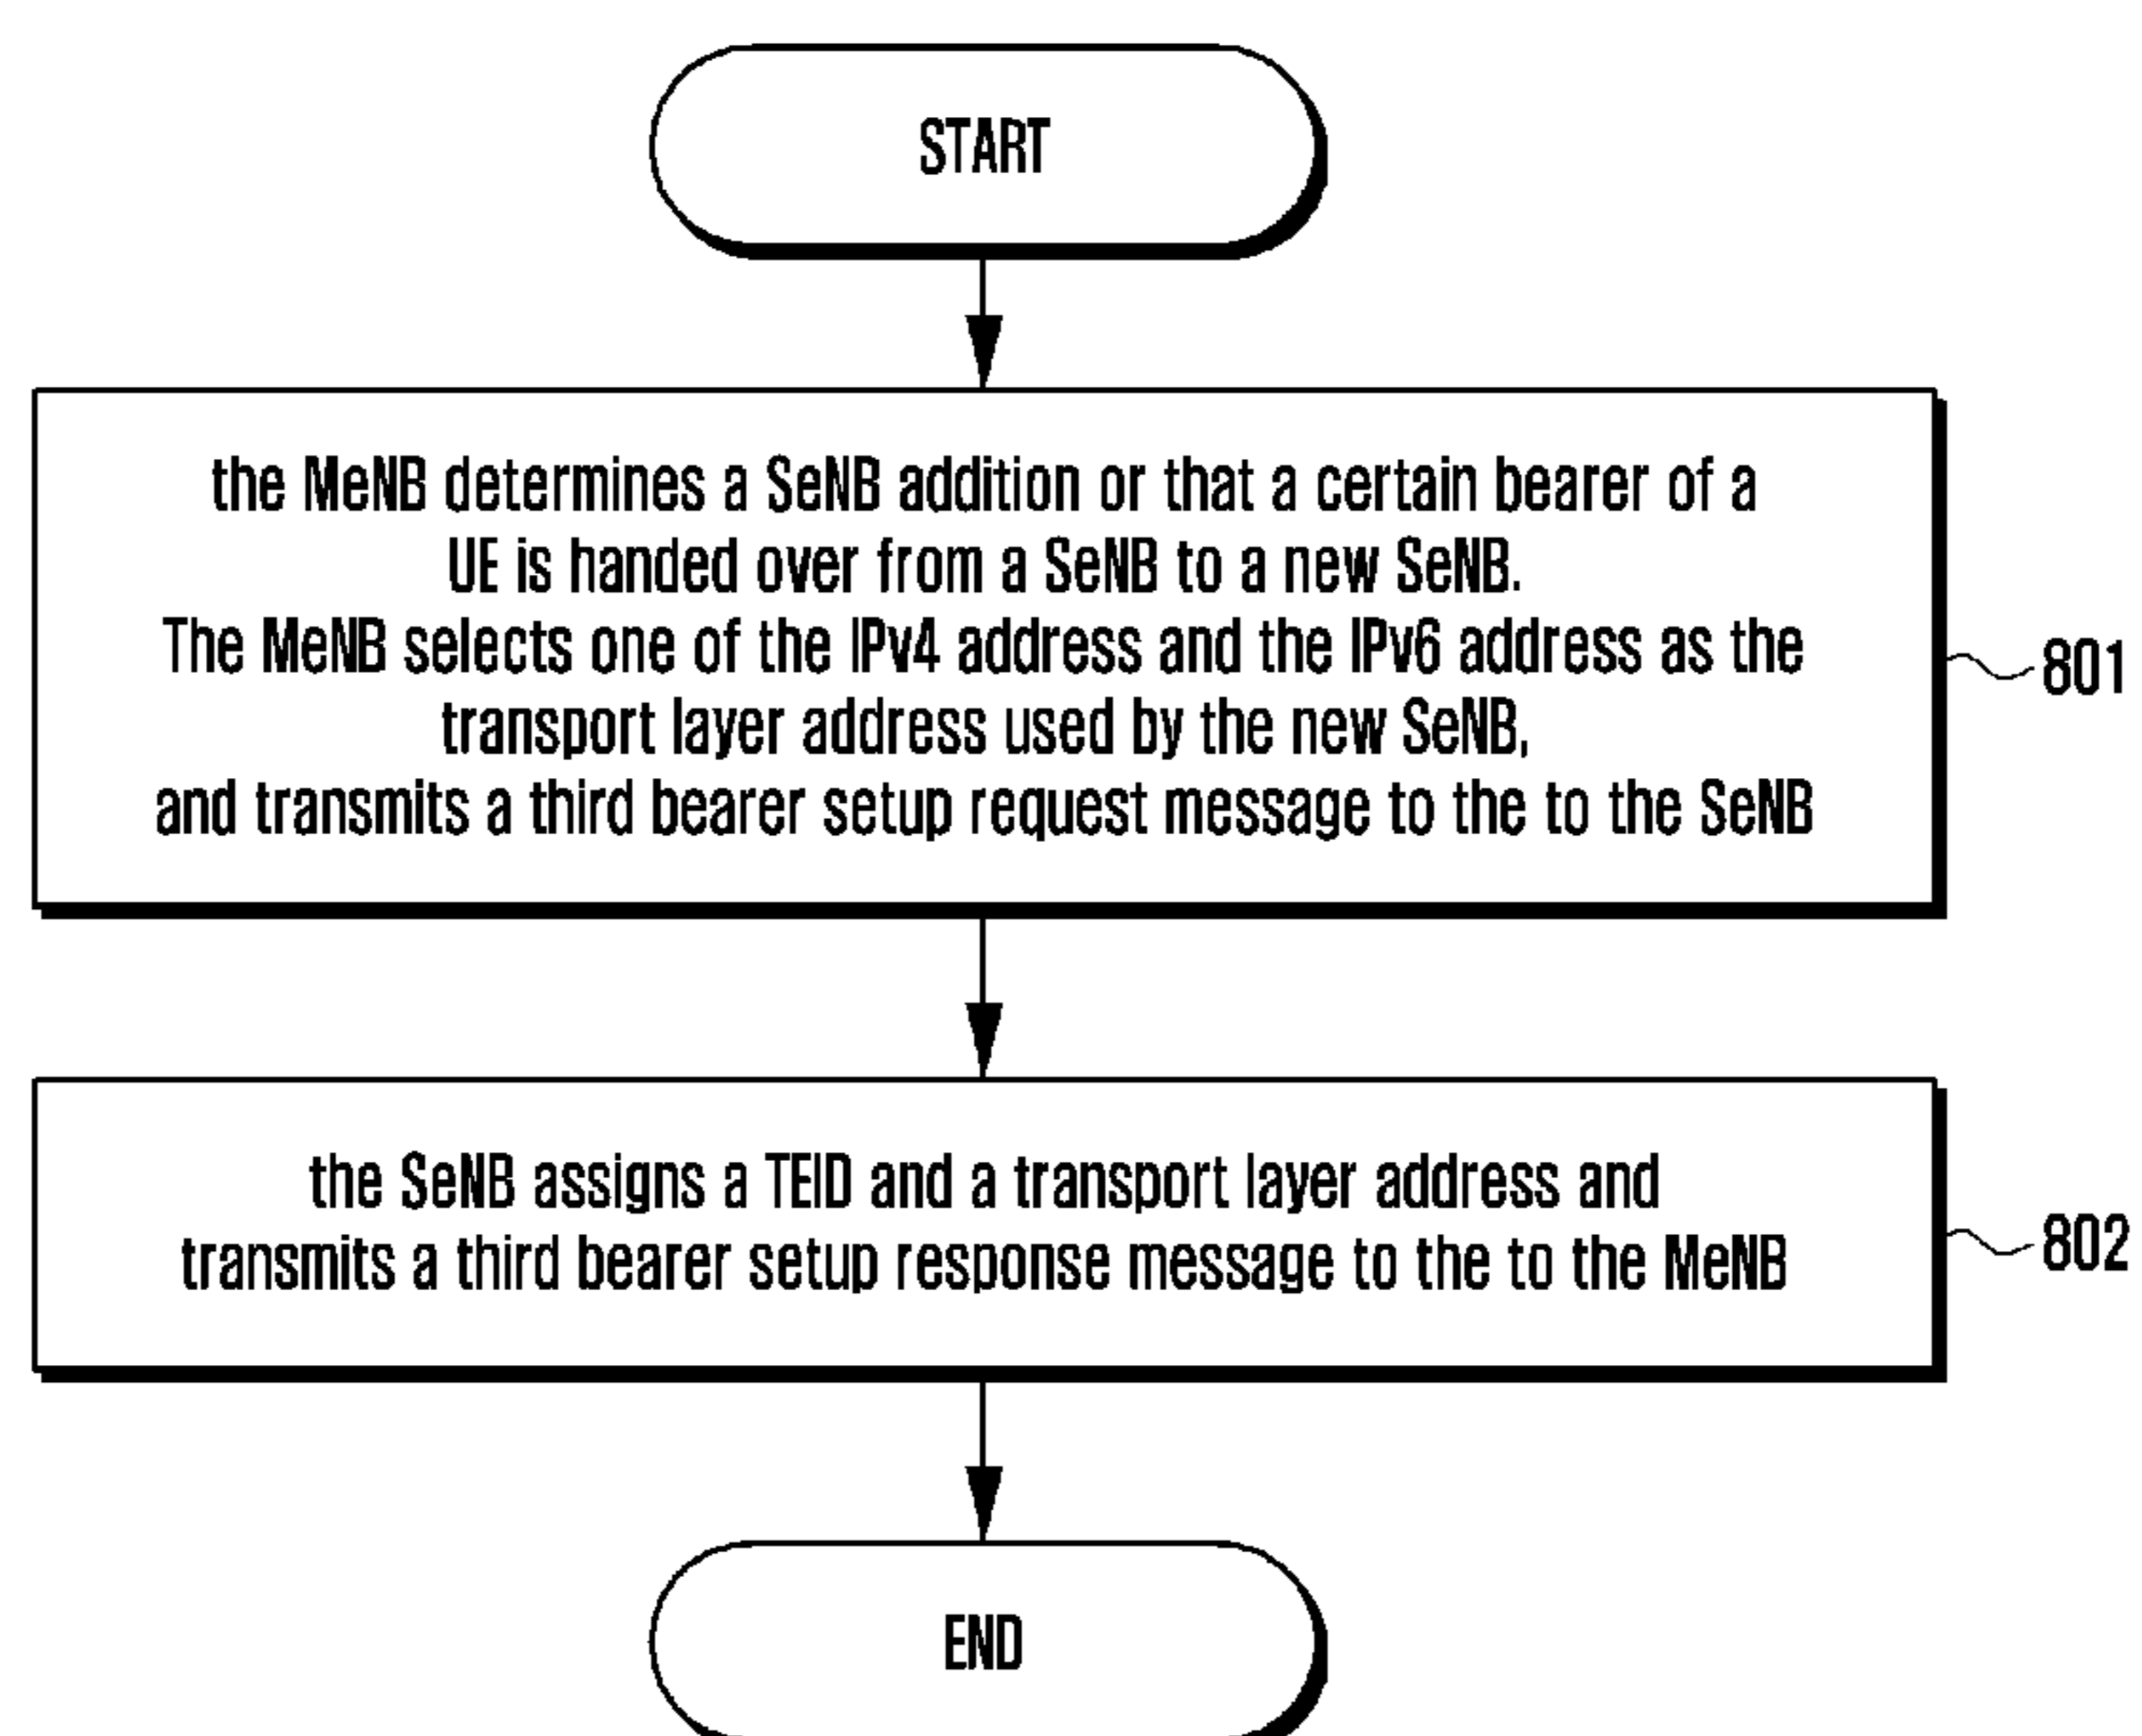 START
the MeNB determines a SeNB addition or that a certain bearer of a
UE is handed over from a SeNB to a new SeNB.
The MeNB selects one of the IPv4 address and the IPv6 address as the
transport layer address used by the new SeNB,
and transmits a third bearer setup request message to the to the SeNB
801
the SeNB assigns a TEID and a transport layer address and
transmits a third bearer setup response message to the to the MeNB
802
END